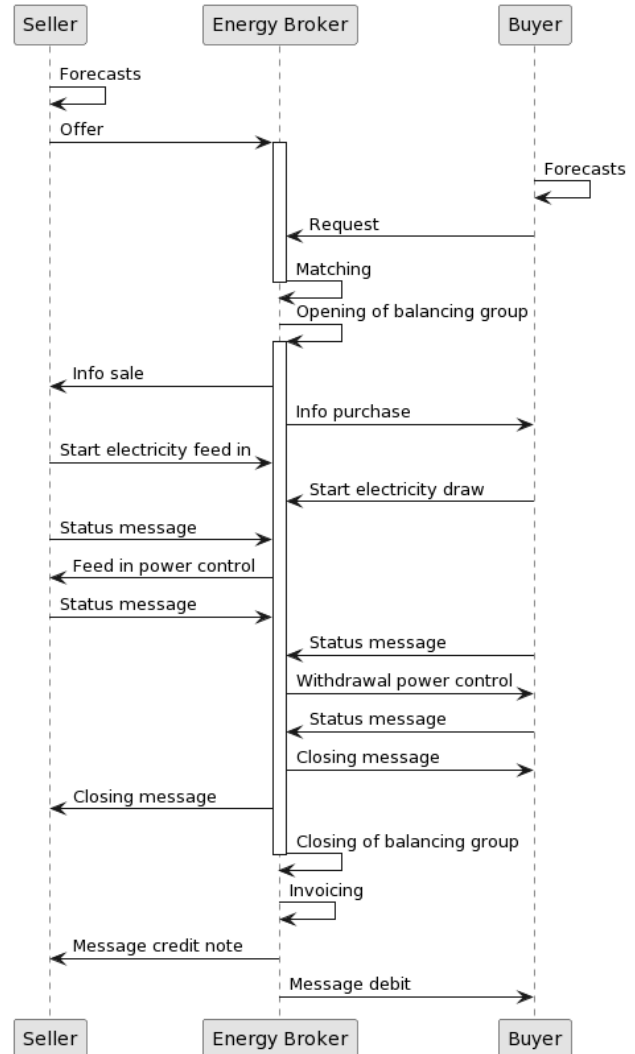 Seller Energy Broker Buyer
Forecasts
Offer
Forecasts
Request
Matching
Opening of balancing group
Info sale
Info purchase
Start electricity feed in
Start electricity draw
Status message
Feed in power control
Status message
Status message
Withdrawal power control
Status message
Closing message
Closing message
Closing of balancing group
Invoicing
Message credit note
Message debit
Seller Energy Broker Buyer